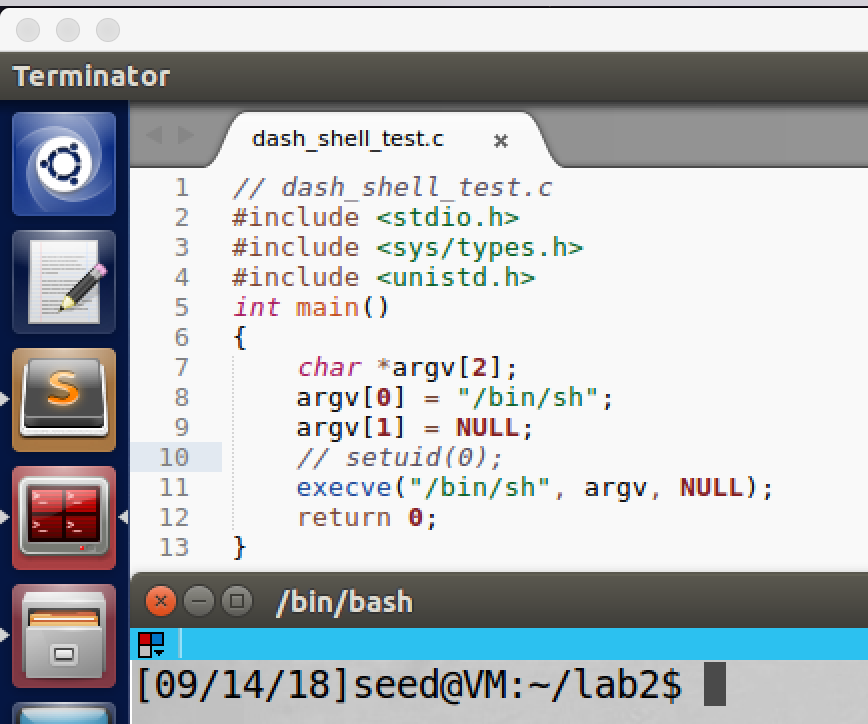 Terminator
dash_shell_test.c
1 // dash_shell_test.c
2 #include <stdio.h>
3 #include <sys/types.h>
4 #include <unistd.h>
5 int main()
6 {
7     char *argv[2];
8     argv[0] = "/bin/sh";
9     argv[1] = NULL;
10     // setuid(0);
11     execve("/bin/sh", argv, NULL);
12     return 0;
13 }
/bin/bash
[09/14/18]seed@VM:~/lab2$